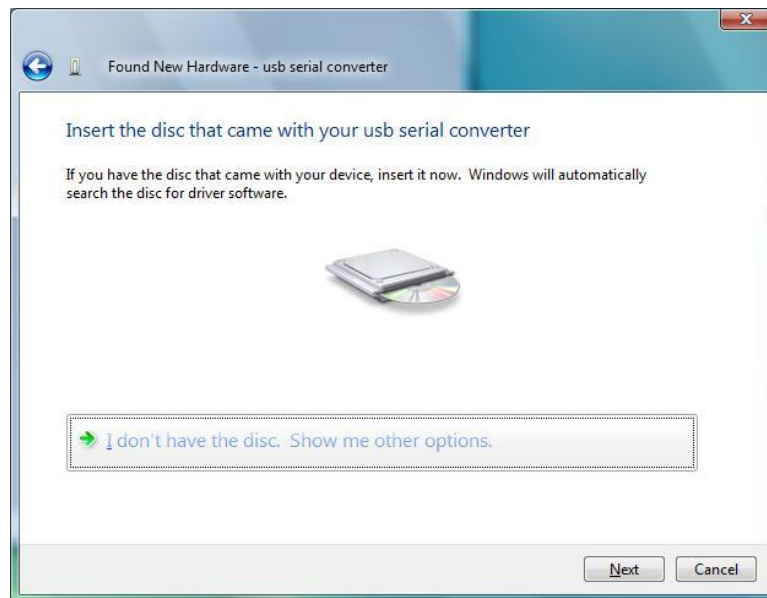 Found New Hardware - usb serial converter
Insert the disc that came with your usb serial converter
If you have the disc that came with your device, insert it now.  Windows will automatically
search the disc for driver software.
I don't have the disc.  Show me other options.
Next
Cancel